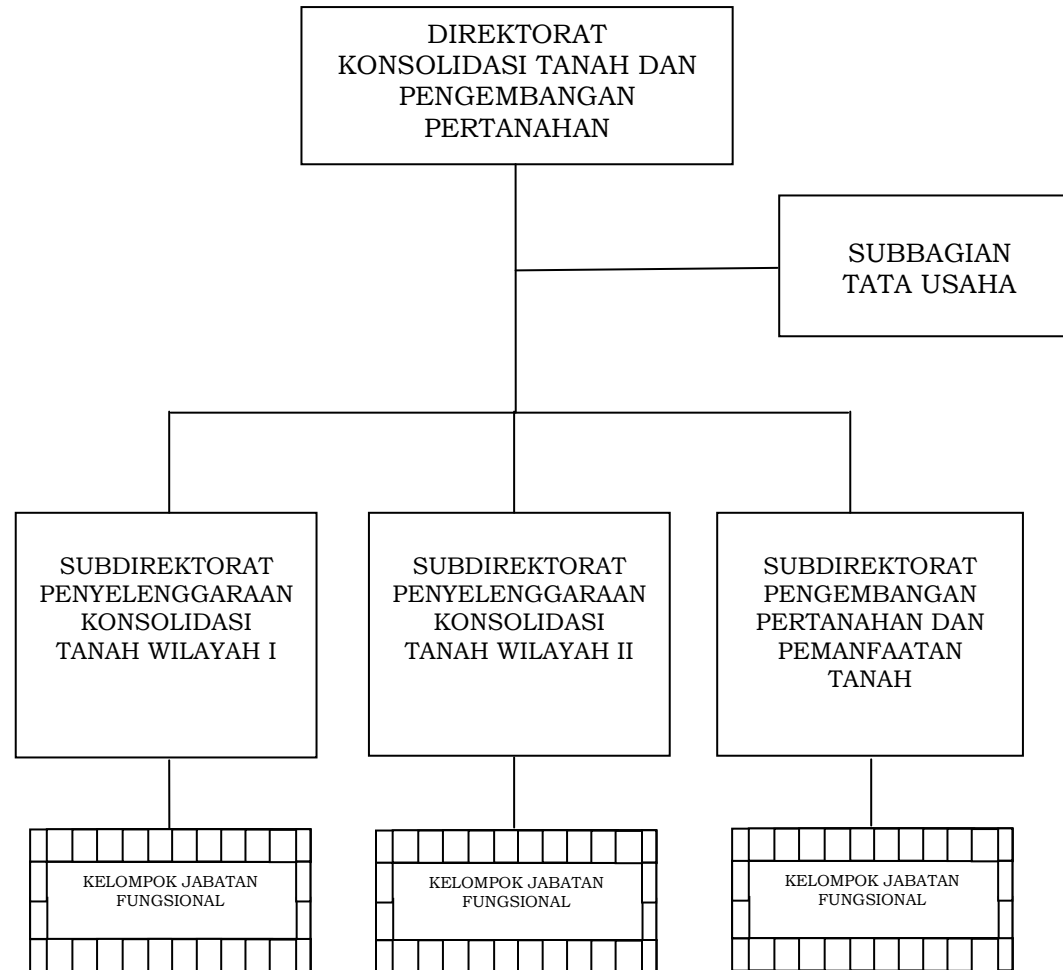 DIREKTORAT
KONSOLIDASI TANAH DAN
PENGEMBANGAN
PERTANAHAN
SUBBAGIAN
TATA USAHA
SUBDIREKTORAT
PENYELENGGARAAN
KONSOLIDASI
TANAH WILAYAH I
SUBDIREKTORAT
PENYELENGGARAAN
KONSOLIDASI
TANAH WILAYAH II
SUBDIREKTORAT
PENGEMBANGAN
PERTANAHAN DAN
PEMANFAATAN
TANAH
KELOMPOK JABATAN
FUNGSIONAL
KELOMPOK JABATAN
FUNGSIONAL
KELOMPOK JABATAN
FUNGSIONAL